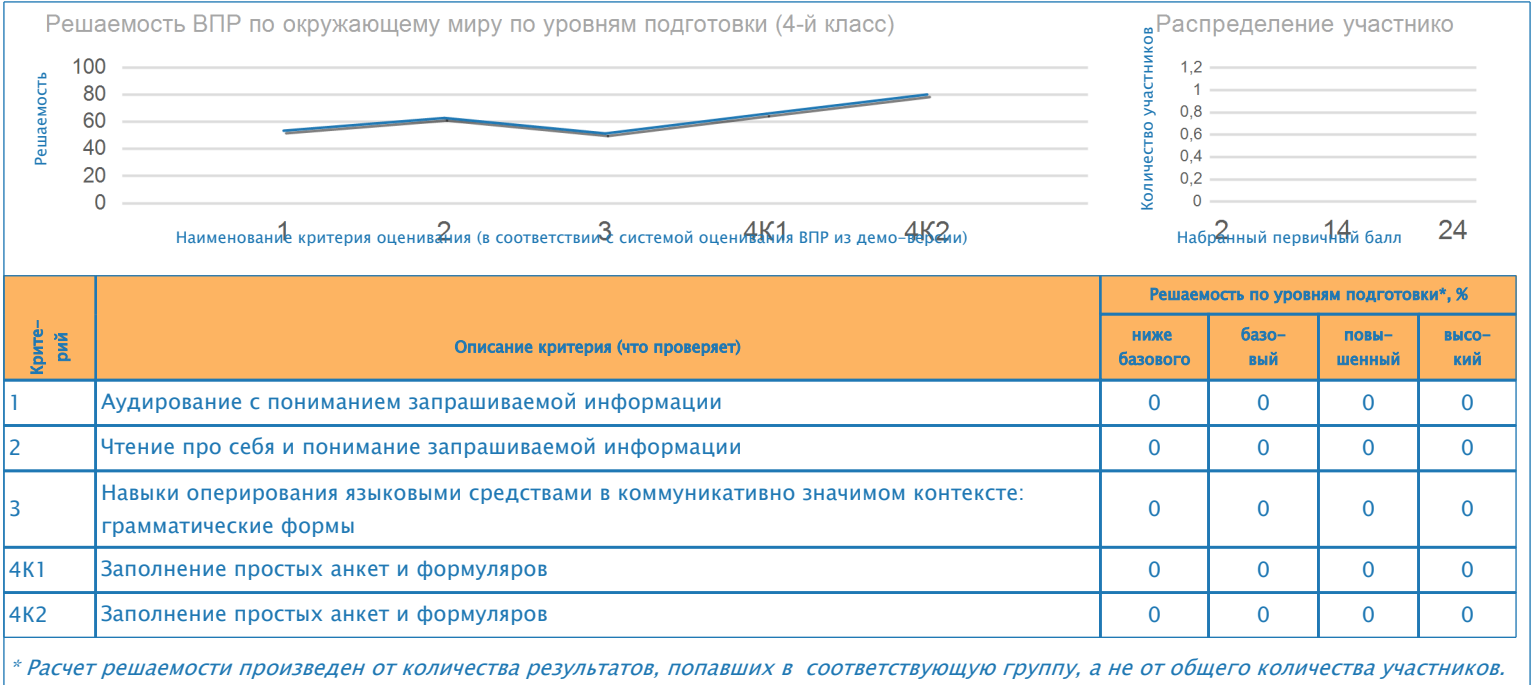 Решаемость ВПР по окружающему миру по уровням подготовки (4-й класс)
Решаемость
100
80
60
40
20
0
1 2 3 4К1 4К2
Наименование критерия оценивания (в соответствии с системой оценивания ВПР из демо-версии)
Распределение участнико
Количество участников
1,2
1
0,8
0,6
0,4
0,2
0
2 14 24
Набранный первичный балл
Крите-
рий
Описание критерия (что проверяет)
Решаемость по уровням подготовки*, %
ниже
базового
базо-
вый
повы-
шенный
высо-
кий
1 Аудирование с пониманием запрашиваемой информации 0 0 0 0
2 Чтение про себя и понимание запрашиваемой информации 0 0 0 0
3 Навыки оперирования языковыми средствами в коммуникативно значимом контексте:
грамматические формы 0 0 0 0
4К1 Заполнение простых анкет и формуляров 0 0 0 0
4К2 Заполнение простых анкет и формуляров 0 0 0 0
* Расчет решаемости произведен от количества результатов, попавших в соответствующую группу, а не от общего количества участников.